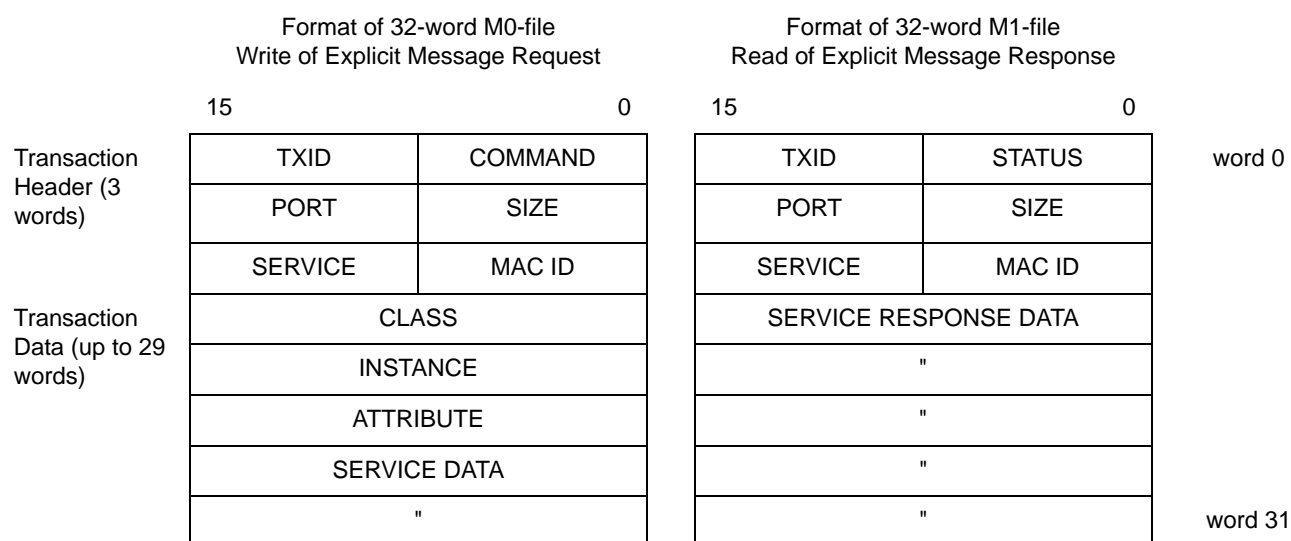 Format of 32-word M0-file
Write of Explicit Message Request
Format of 32-word M1-file
Read of Explicit Message Response
15 0 15 0
Transaction
Header (3
words)
TXID COMMAND TXID STATUS word 0
PORT SIZE PORT SIZE
SERVICE MAC ID SERVICE MAC ID
Transaction
Data (up to 29
words)
CLASS SERVICE RESPONSE DATA
INSTANCE "
ATTRIBUTE "
SERVICE DATA "
" " word 31